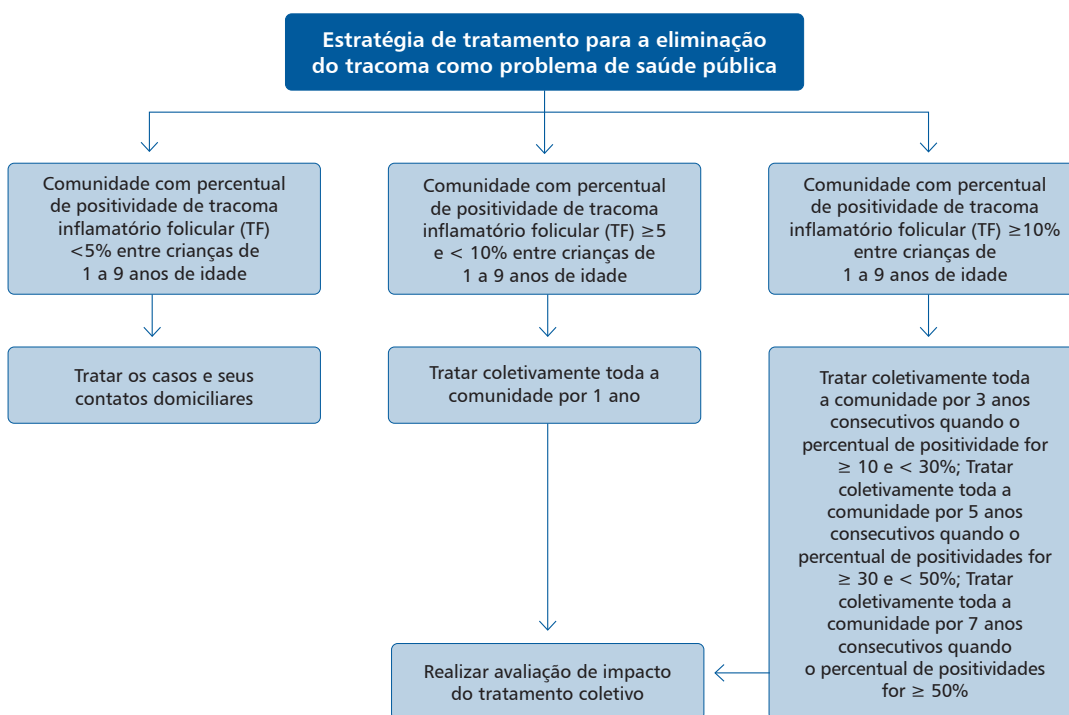 Estratégia de tratamento para a eliminação
do tracoma como problema de saúde pública
Comunidade com percentual
de positividade de tracoma
inflamatório folicular (TF)
<5% entre crianças de
1 a 9 anos de idade
Comunidade com percentual
de positividade de tracoma
inflamatório folicular (TF) ≥5
e < 10% entre crianças de
1 a 9 anos de idade
Comunidade com percentual
de positividade de tracoma
inflamatório folicular (TF) ≥10%
entre crianças de
1 a 9 anos de idade
Tratar os casos e seus
contatos domiciliares
Tratar coletivamente toda a
comunidade por 1 ano
Tratar coletivamente toda
a comunidade por 3 anos
consecutivos quando o
percentual de positividade for
≥ 10 e < 30%; Tratar
coletivamente toda a
comunidade por 5 anos
consecutivos quando o
percentual de positividades for
≥ 30 e < 50%; Tratar
coletivamente toda a
comunidade por 7 anos
consecutivos quando
o percentual de positividades
for ≥ 50%
Realizar avaliação de impacto
do tratamento coletivo